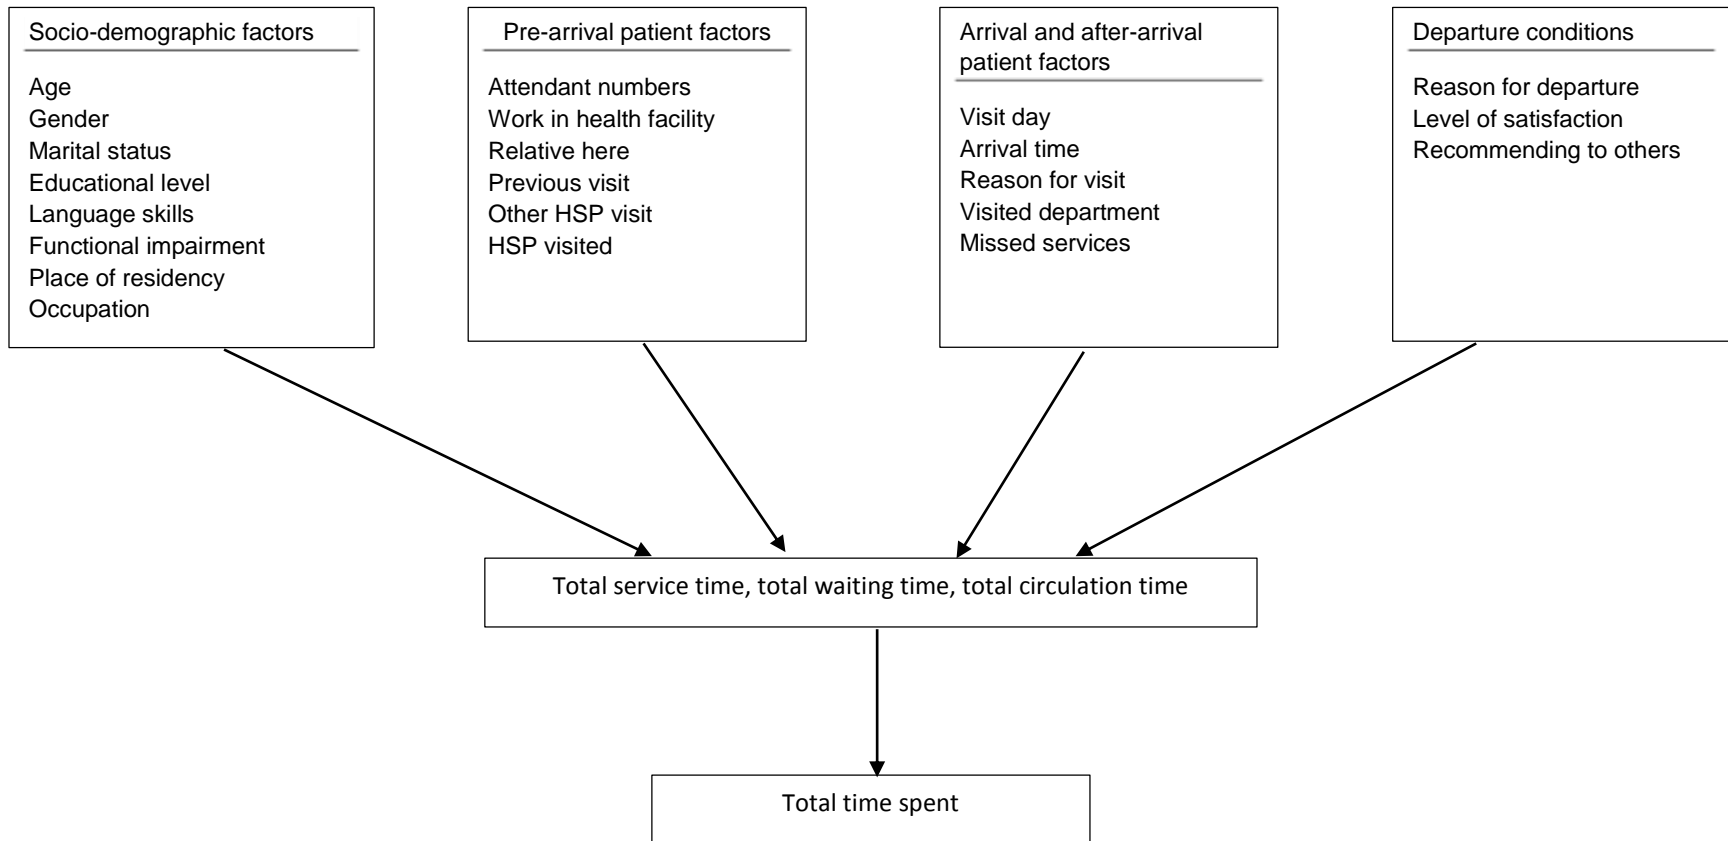 Socio-demographic factors
Age
Gender
Marital status
Educational level
Language skills
Functional impairment
Place of residency
Occupation
Pre-arrival patient factors
Attendant numbers
Work in health facility
Relative here
Previous visit
Other HSP visit
HSP visited
Arrival and after-arrival
patient factors
Visit day
Arrival time
Reason for visit
Visited department
Missed services
Departure conditions
Reason for departure
Level of satisfaction
Recommending to others
Total service time, total waiting time, total circulation time
Total time spent